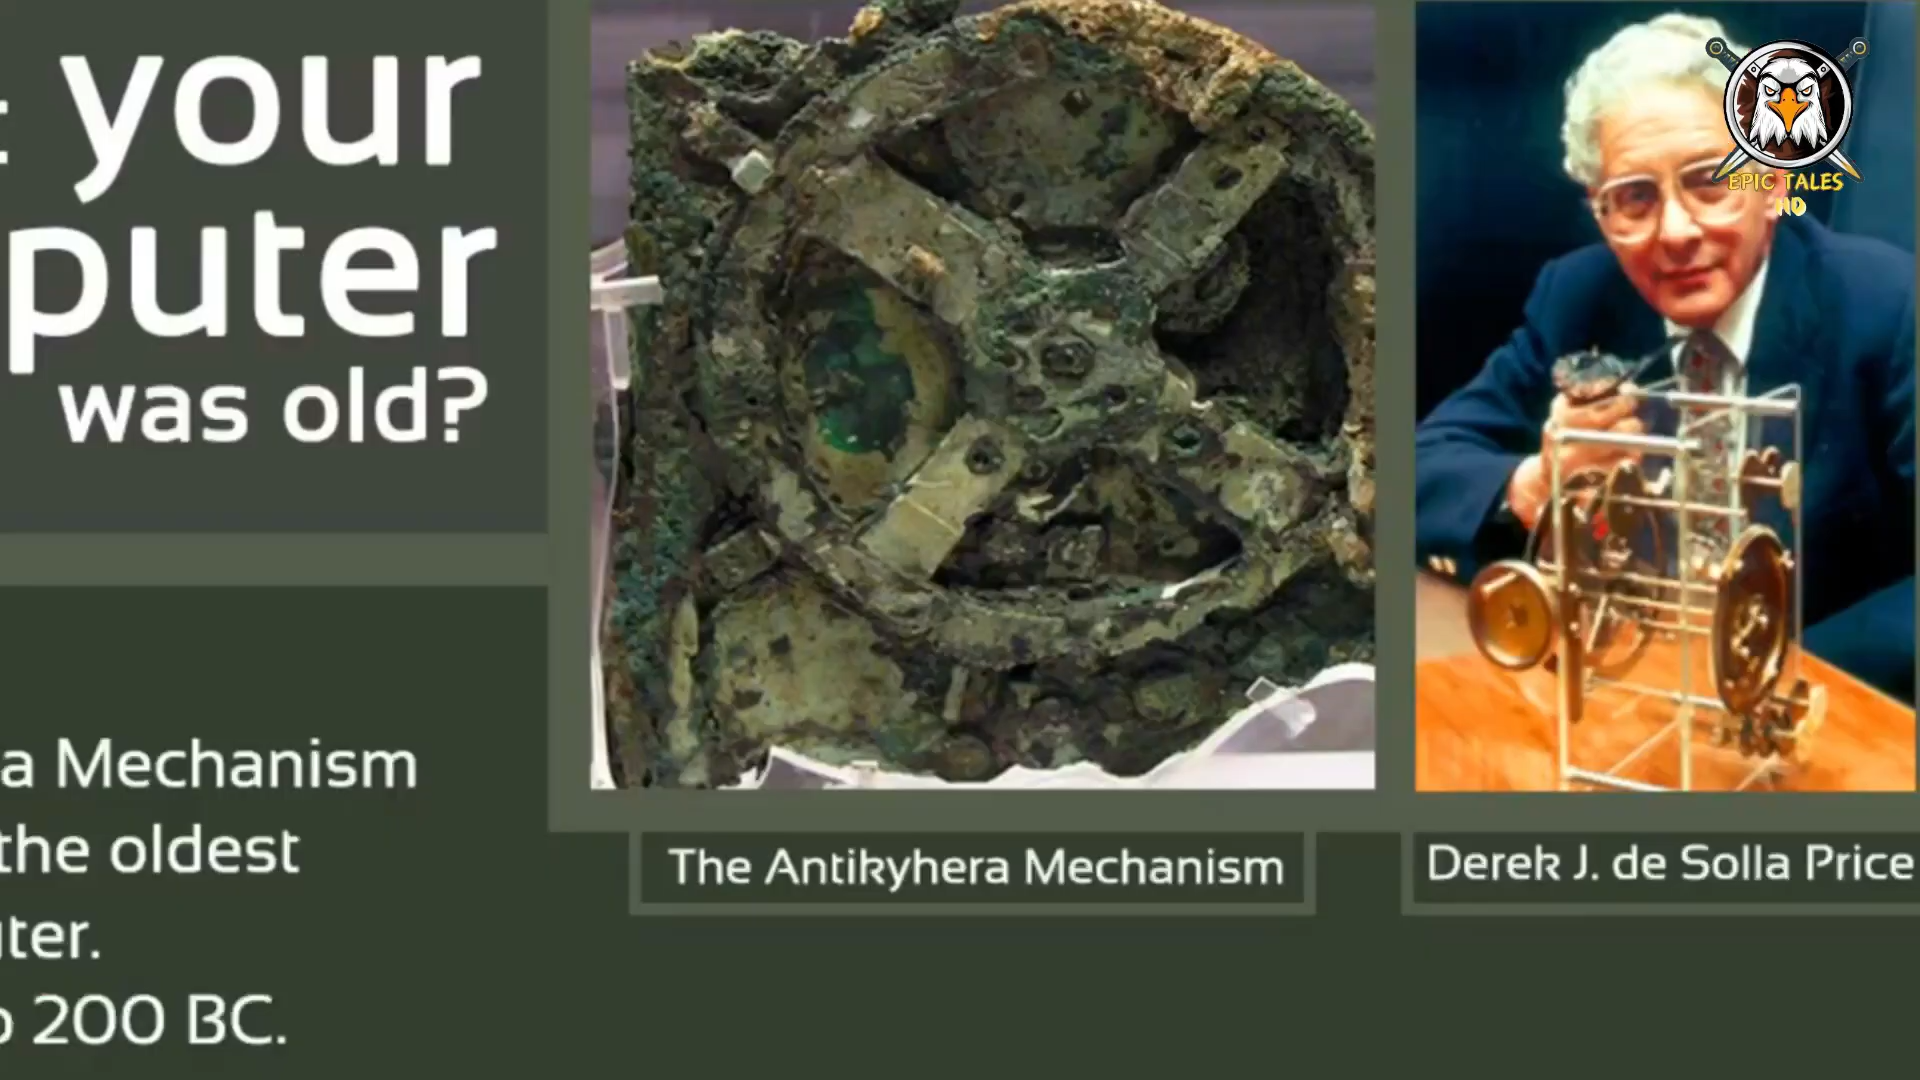 your
puter
was old?
a Mechanism
the oldest
ter.
200 BC.
The Antikyhera Mechanism
Derek J. de Solla Price
EPIC TALES
HD